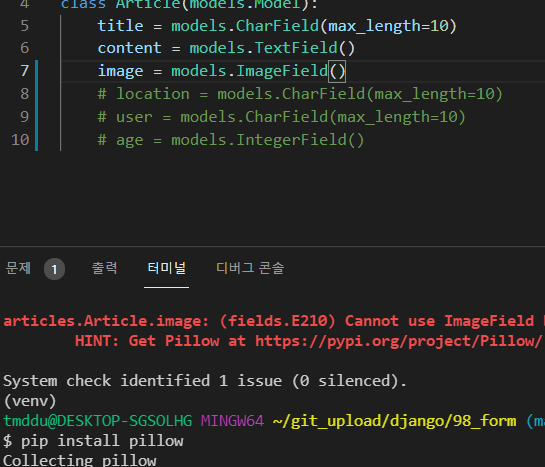 4 class Article(models.Model):
5 title = models.CharField(max_length=10)
6 content = models.TextField()
7 image = models.ImageField()
8 # location = models.CharField(max_length=10)
9 # user = models.CharField(max_length=10)
10 # age = models.IntegerField()
문제 1 출력 터미널 디버그 콘솔
articles.Article.image: (fields.E210) Cannot use ImageField
HINT: Get Pillow at https://pypi.org/project/Pillow/
System check identified 1 issue (0 silenced).
(venv)
tmddu@DESKTOP-SGSOLHG MINGW64 ~/git_upload/django/98_form (ma
$ pip install pillow
Collecting pillow